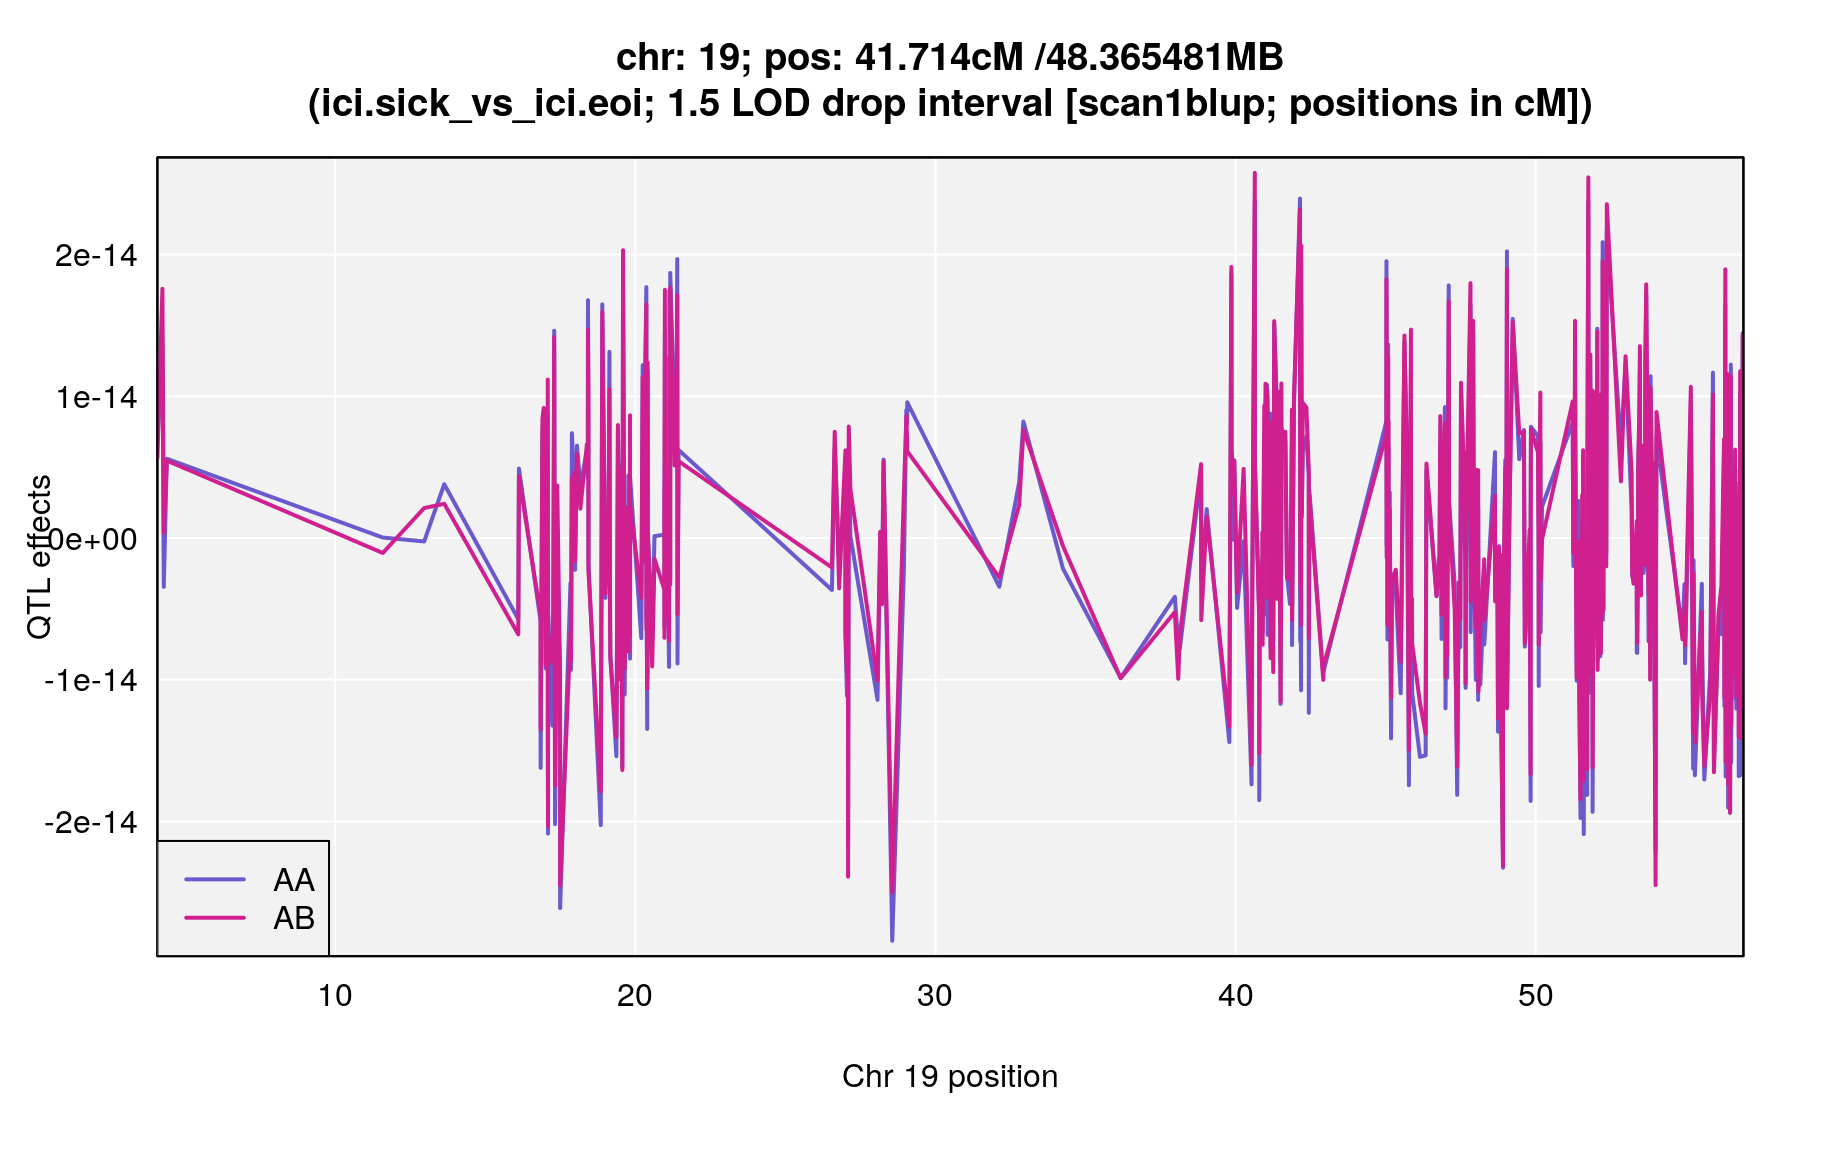 chr: 19; pos: 41.714cM /48.365481MB
(ici.sick_vs_ici.eoi; 1.5 LOD drop interval [scan1blup; positions in cM])
QTL effects
2e-14
1e-14
0e+00
-1e-14
-2e-14
AA
AB
10 20 30 40 50
Chr 19 position